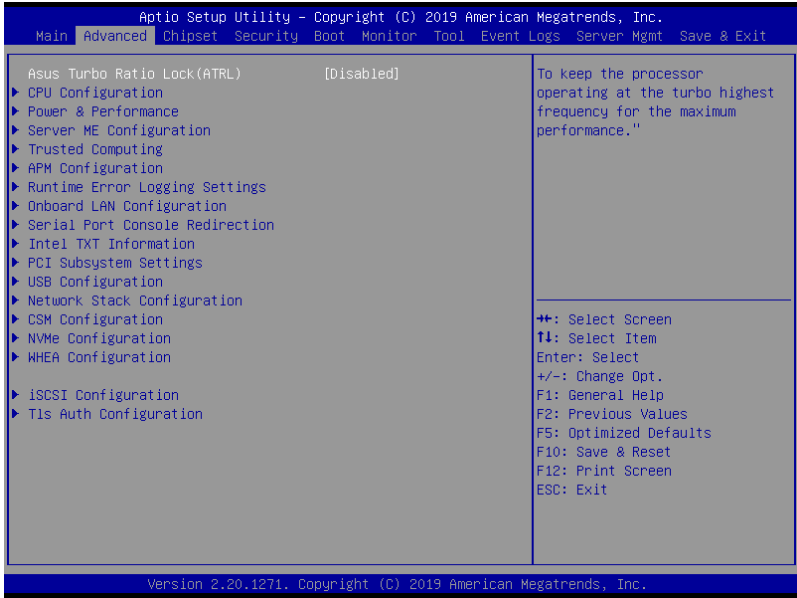 Aptio Setup Utility – Copyright (C) 2019 American Megatrends, Inc.
Main Advanced Chipset Security Boot Monitor Tool Event Logs Server Mgmt Save & Exit
Asus Turbo Ratio Lock(ATRL) [Disabled]
CPU Configuration
Power & Performance
Server ME Configuration
Trusted Computing
APM Configuration
Runtime Error Logging Settings
Onboard LAN Configuration
Serial Port Console Redirection
Intel TXT Information
PCI Subsystem Settings
USB Configuration
Network Stack Configuration
CSM Configuration
NVMe Configuration
WHEA Configuration
iSCSI Configuration
Tls Auth Configuration
To keep the processor
operating at the turbo highest
frequency for the maximum
performance."
→←: Select Screen
↑↓: Select Item
Enter: Select
+/-: Change Opt.
F1: General Help
F2: Previous Values
F5: Optimized Defaults
F10: Save & Reset
F12: Print Screen
ESC: Exit
Version 2.20.1271. Copyright (C) 2019 American Megatrends, Inc.